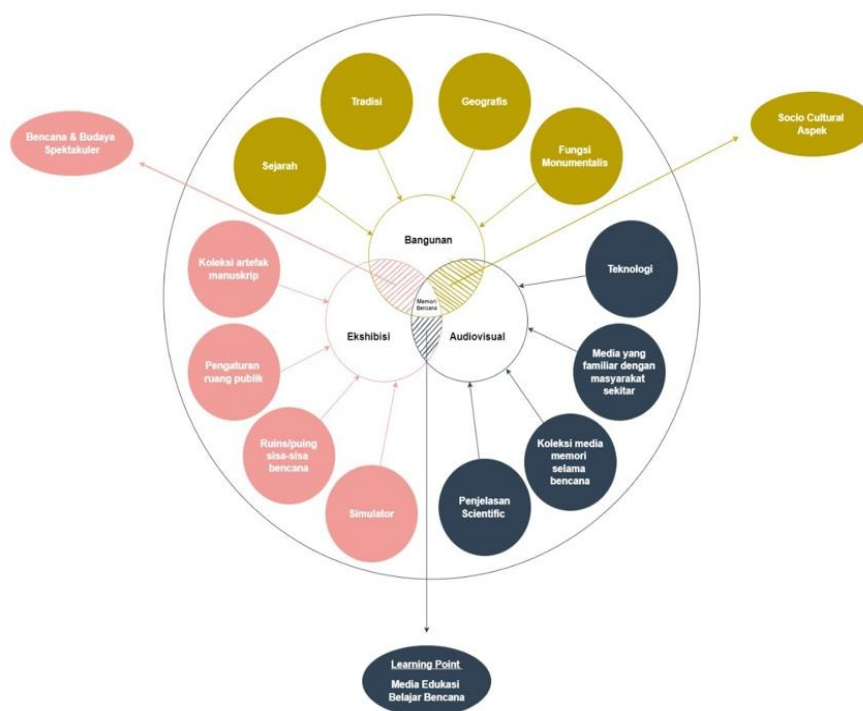 Tradisi
Geografis
Bencana & Budaya
Spektakuler
Socio Cultural
Aspek
Sejarah
Fungsi
Monumentalis
Bangunan
Koleksi artefak
manuskrip
Teknologi
Memori
Bencana
Ekshibisi
Audiovisual
Pengaturan
ruang publik
Media yang
familiar dengan
masyarakat
sekitar
Ruins/puing
sisa-sisa
bencana
Koleksi media
memori
selama
bencana
Simulator
Penjelasan
Scientific
Learning Point
Media Edukasi
Belajar Bencana